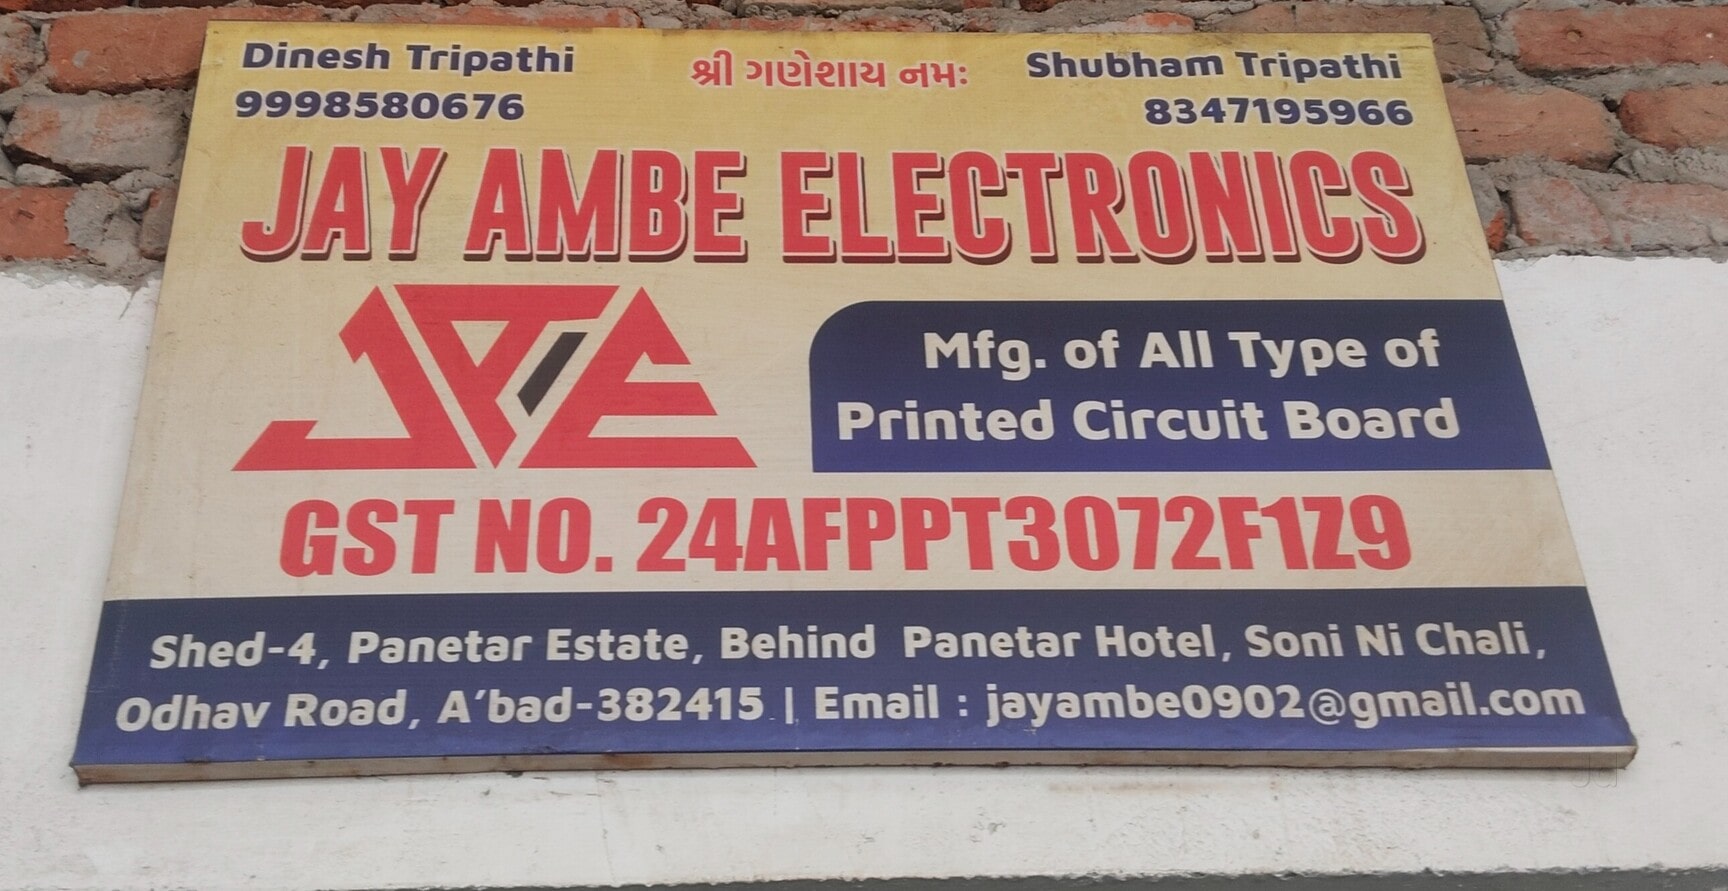 Dinesh Tripathi શ્રી ગણેશાય નમઃ Shubham Tripathi
9998580676 8347195966
JAY AMBE ELECTRONICS
JAE
Mfg. of All Type of
Printed Circuit Board
GST NO. 24AFPPT3072F1Z9
Shed-4, Panetar Estate, Behind Panetar Hotel, Soni Ni Chali,
Odhav Road, A'bad-382415 | Email : jayambe0902@gmail.com